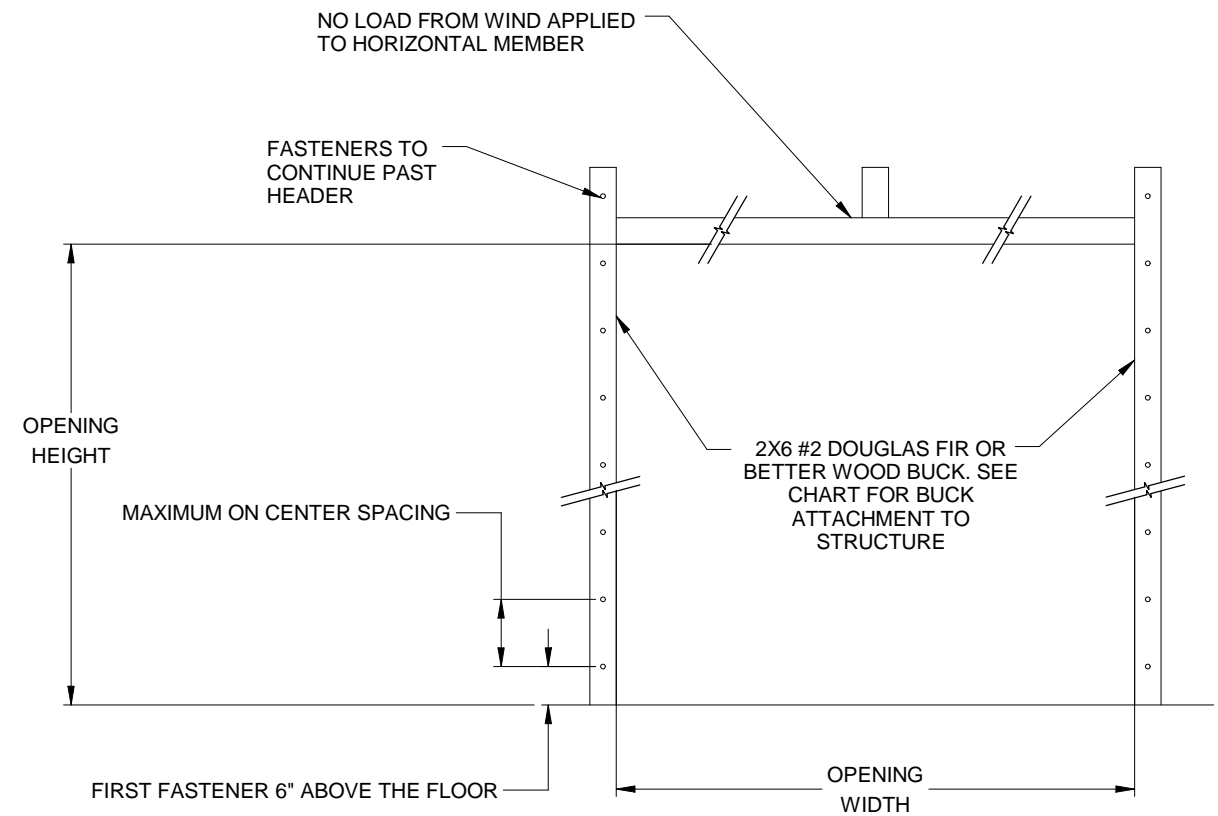 NO LOAD FROM WIND APPLIED
TO HORIZONTAL MEMBER
FASTENERS TO
CONTINUE PAST
HEADER
OPENING
HEIGHT
2X6 #2 DOUGLAS FIR OR
BETTER WOOD BUCK. SEE
CHART FOR BUCK
ATTACHMENT TO
STRUCTURE
MAXIMUM ON CENTER SPACING
FIRST FASTENER 6" ABOVE THE FLOOR
OPENING
WIDTH